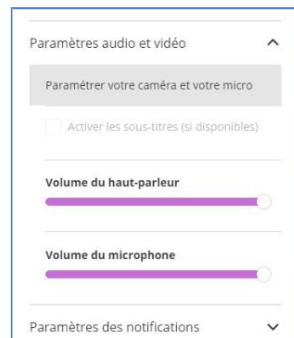 Paramètres audio et vidéo
Paramétrer votre caméra et votre micro
Activer les sous-titres (si disponibles)
Volume du haut-parleur
Volume du microphone
Paramètres des notifications